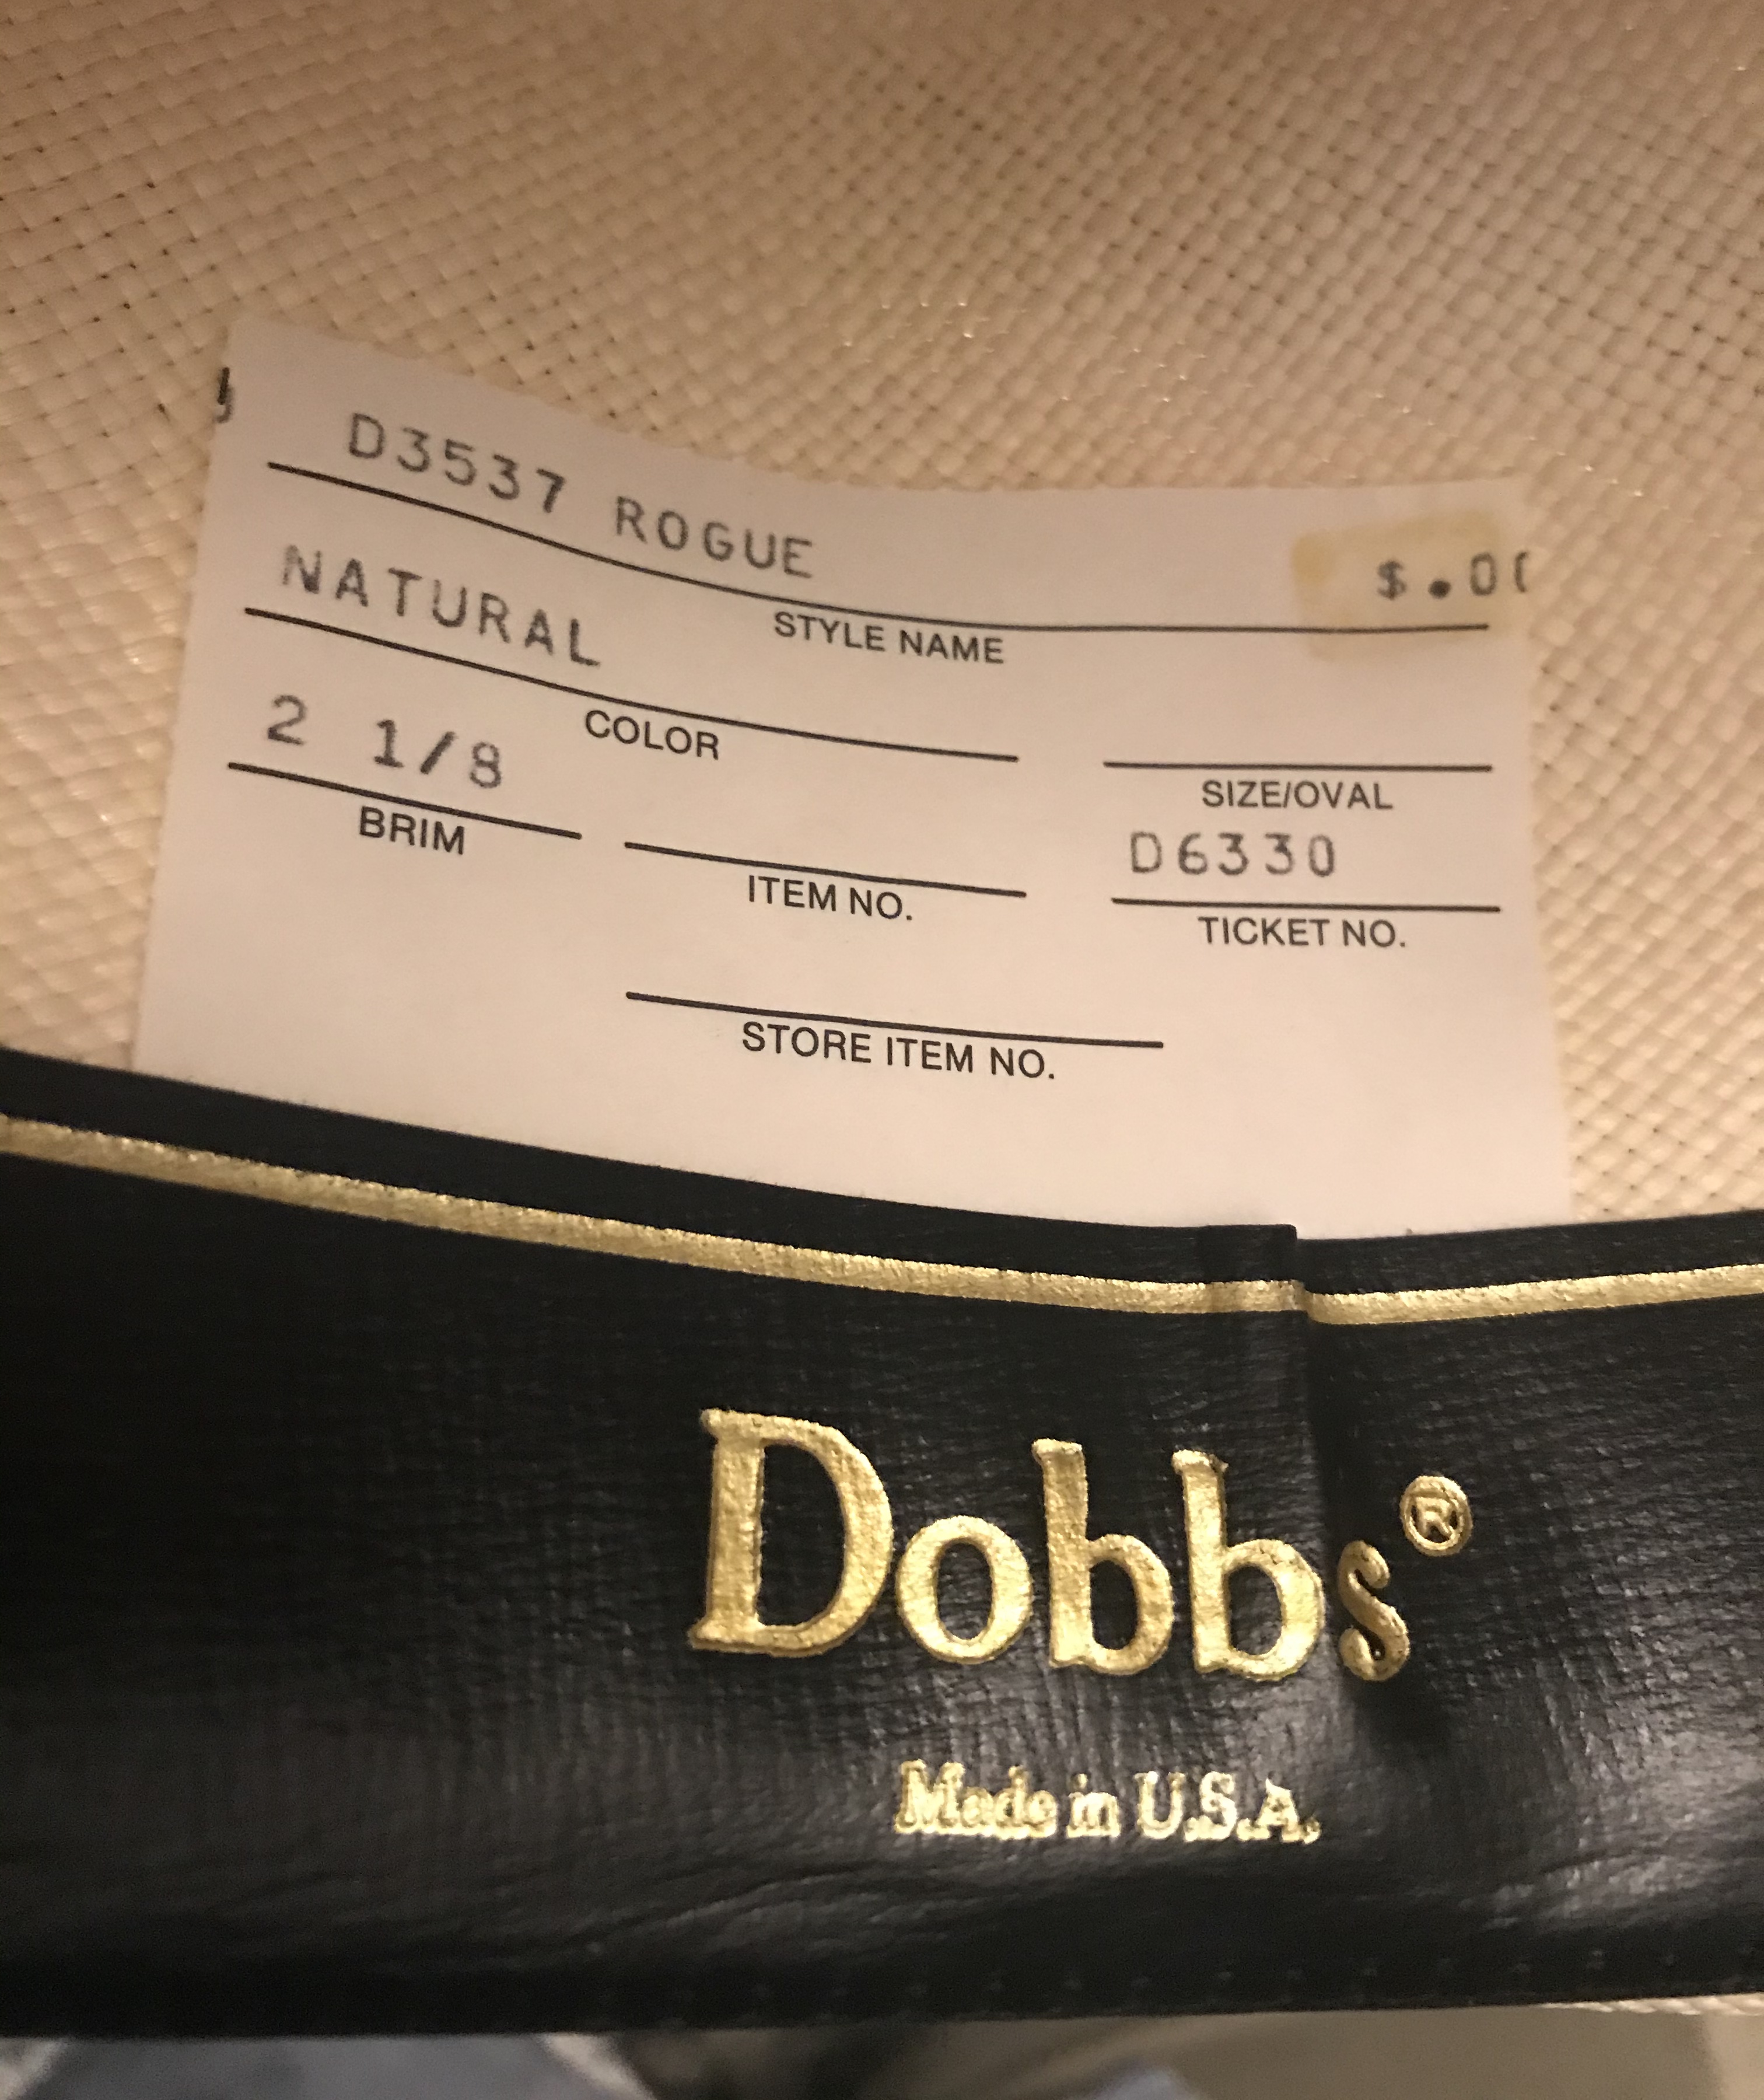 D3537 ROGUE $.00
STYLE NAME
NATURAL
COLOR
SIZE/OVAL
2 1/8
BRIM
ITEM NO.
D6330
TICKET NO.
STORE ITEM NO.
Dobbs®
Made in U.S.A.